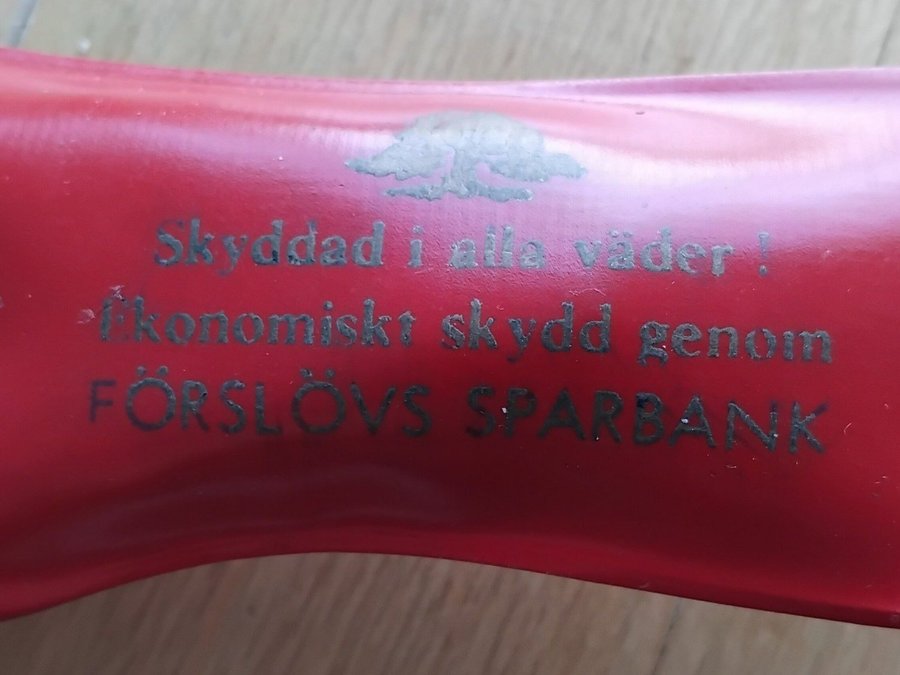 Skyddad i alla väder !
Ekonomiskt skydd genom
FÖRSLÖVS SPARBANK